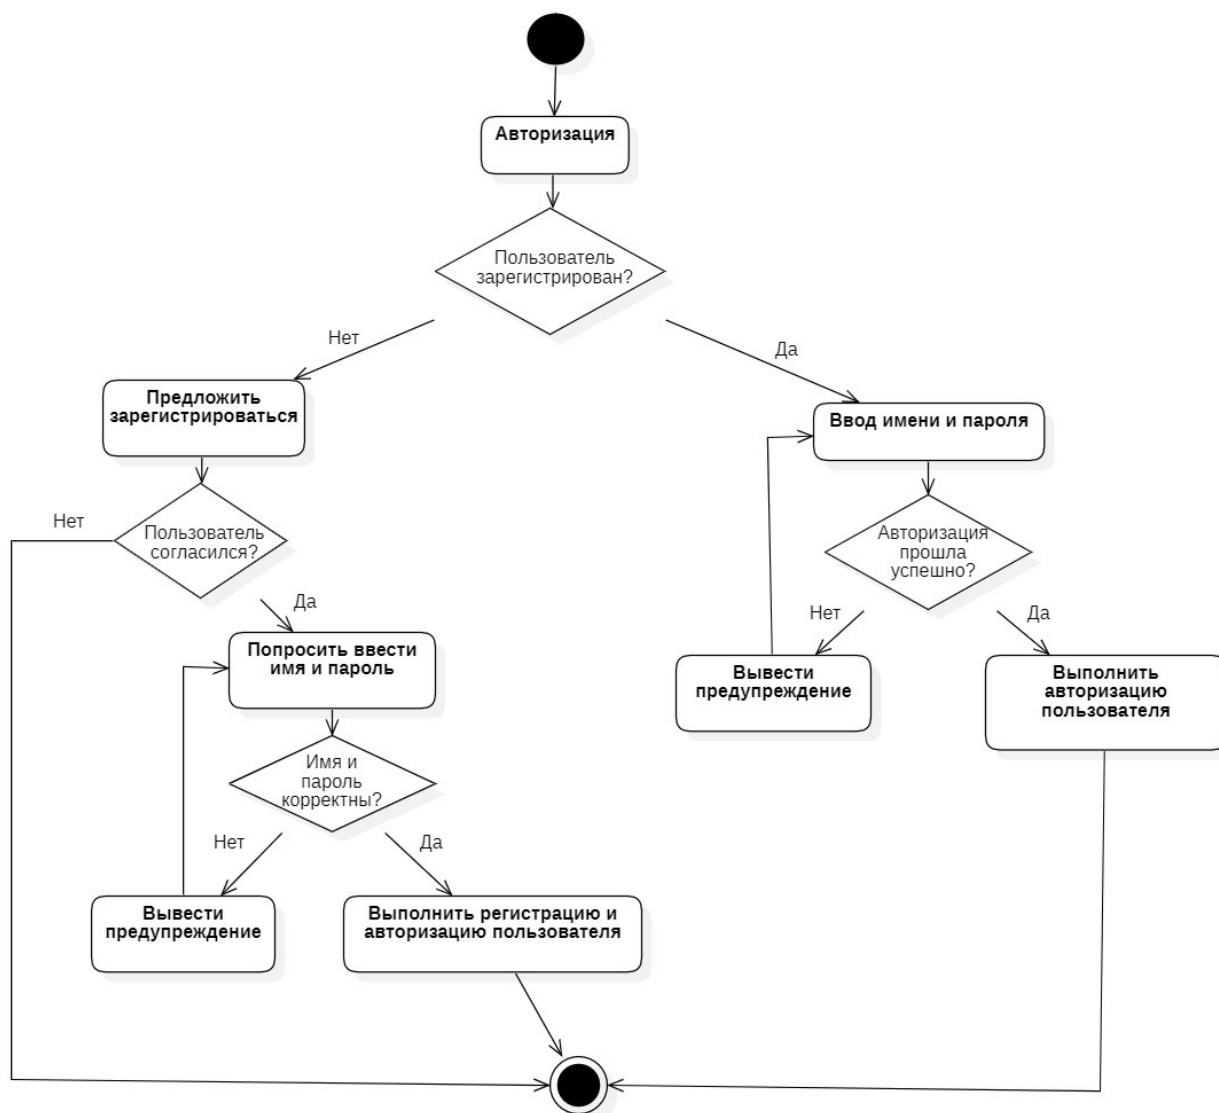 Авторизация
Пользователь
зарегистрирован?
Нет
Да
Предложить
зарегистрироваться
Ввод имени и пароля
Нет
Пользователь
согласился?
Авторизация
прошла
успешно?
Да
Нет
Да
Попросить ввести
имя и пароль
Вывести
предупреждение
Выполнить
авторизацию
пользователя
Имя и
пароль
корректны?
Нет
Да
Вывести
предупреждение
Выполнить регистрацию и
авторизацию пользователя